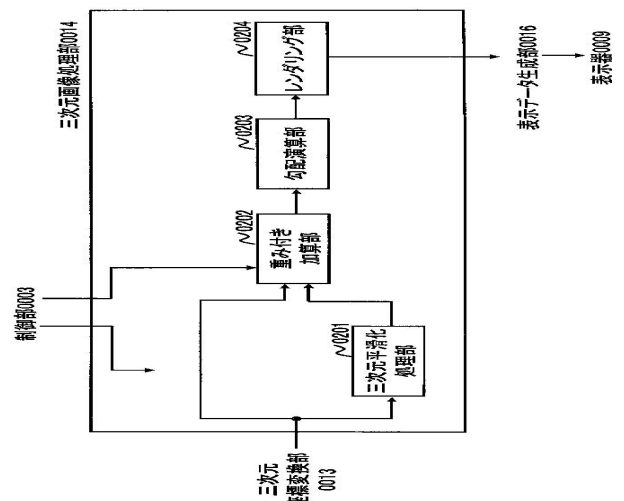 三次元画像処理部0014
制御部0003
三次元
座標変換部
0013
0201
三次元平滑化
処理部
0202
重み付き
加算部
0203
勾配演算部
0204
レンダリング部
表示データ生成部0016
表示器0009